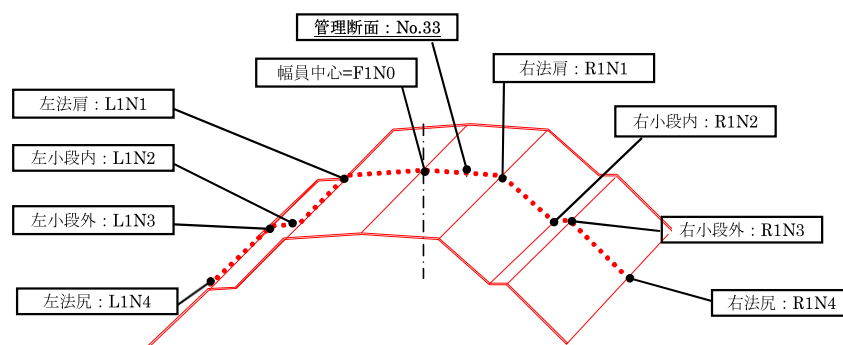 管理断面：No.33
幅員中心=F1N0
右法肩：R1N1
左法肩：L1N1
右小段内：R1N2
左小段内：L1N2
左小段外：L1N3
右小段外：R1N3
左法尻：L1N4
右法尻：R1N4